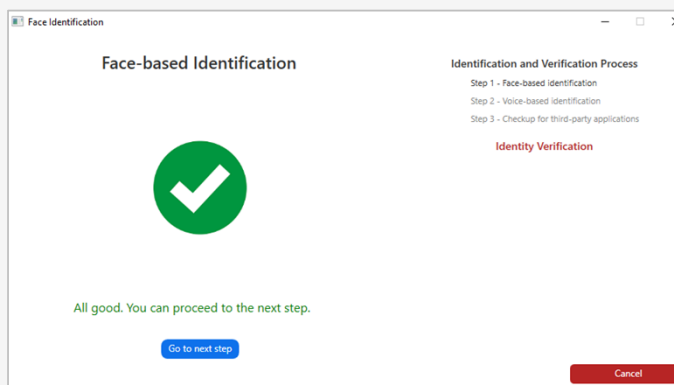 Face Identification
Face-based Identification
All good. You can proceed to the next step.
Go to next step
Identification and Verification Process
Step 1 - Face-based identification
Step 2 - Voice-based identification
Step 3 - Checkup for third-party applications
Identity Verification
Cancel